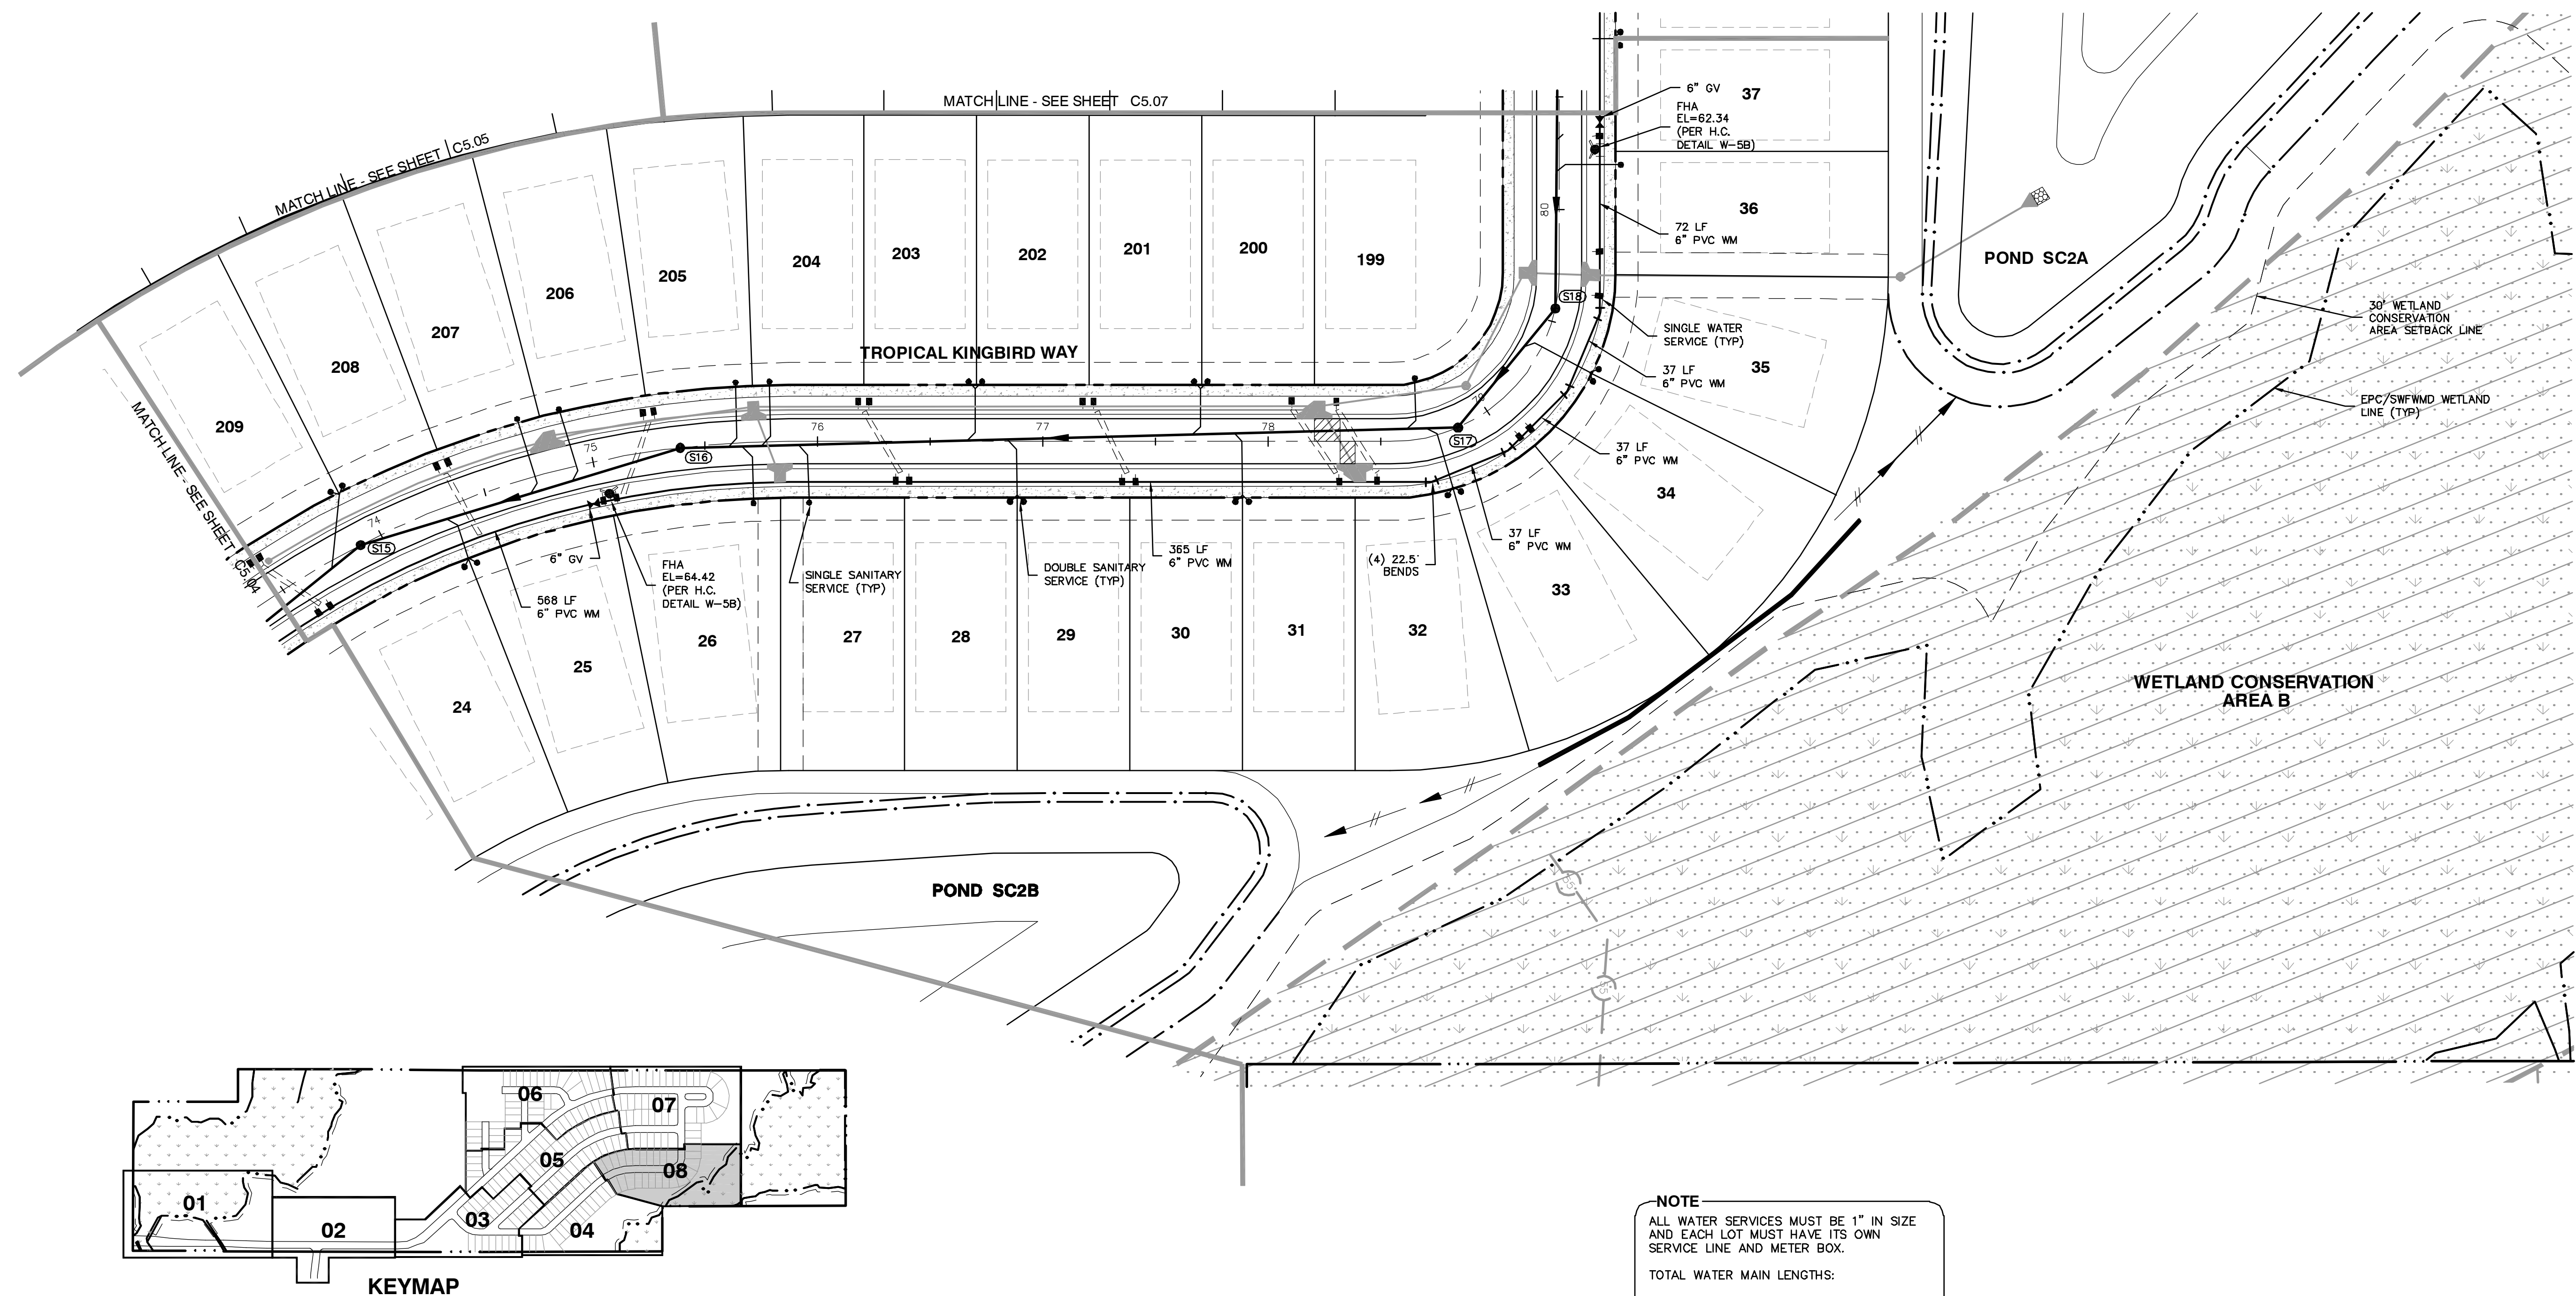 MATCH LINE - SEE SHEET C5.07
MATCH LINE - SEE SHEET C5.05
MATCH LINE - SEE SHEET C5.04
6" GV
37
FHA
EL=62.34
(PER H.C.
DETAIL W-5B)
36
80
72 LF
6" PVC WM
POND SC2A
204
203
202
201
200
199
205
206
207
208
209
S18
30' WETLAND
CONSERVATION
AREA SETBACK LINE
SINGLE WATER
SERVICE (TYP)
TROPICAL KINGBIRD WAY
37 LF
6" PVC WM
35
EPC/SWFWMD WETLAND
LINE (TYP)
79
76
77
78
75
74
S17
S16
S15
37 LF
6" PVC WM
34
37 LF
6" PVC WM
6" GV
FHA
EL=64.42
(PER H.C.
DETAIL W-5B)
SINGLE SANITARY
SERVICE (TYP)
DOUBLE SANITARY
SERVICE (TYP)
365 LF
6" PVC WM
(4) 22.5°
BENDS
33
568 LF
6" PVC WM
24
25
26
27
28
29
30
31
32
WETLAND CONSERVATION
AREA B
POND SC2B
55
55
06
07
05
08
01
02
03
04
KEYMAP
NOTE
ALL WATER SERVICES MUST BE 1" IN SIZE
AND EACH LOT MUST HAVE ITS OWN
SERVICE LINE AND METER BOX.
TOTAL WATER MAIN LENGTHS: